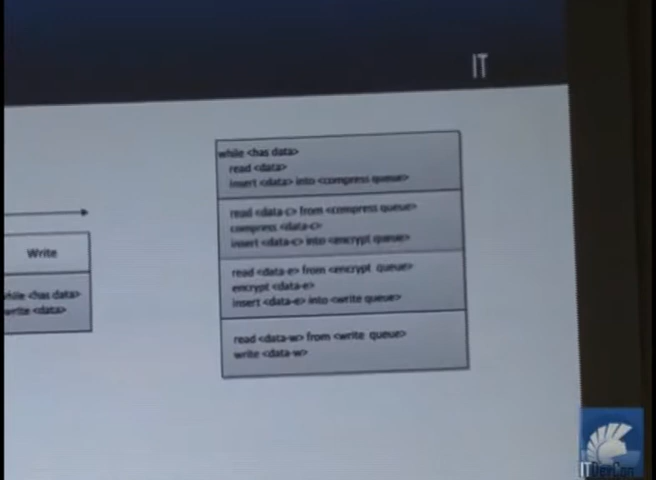 IT
while <has data>
read <data>
insert <data> into <compress queue>
read <data-c> from <compress queue>
compress <data-c>
insert <data-c> into <encrypt queue>
read <data-e> from <encrypt queue>
encrypt <data-e>
insert <data-e> into <write queue>
read <data-w> from <write queue>
write <data-w>
Write
while <has data>
write <data>
ITDevCon